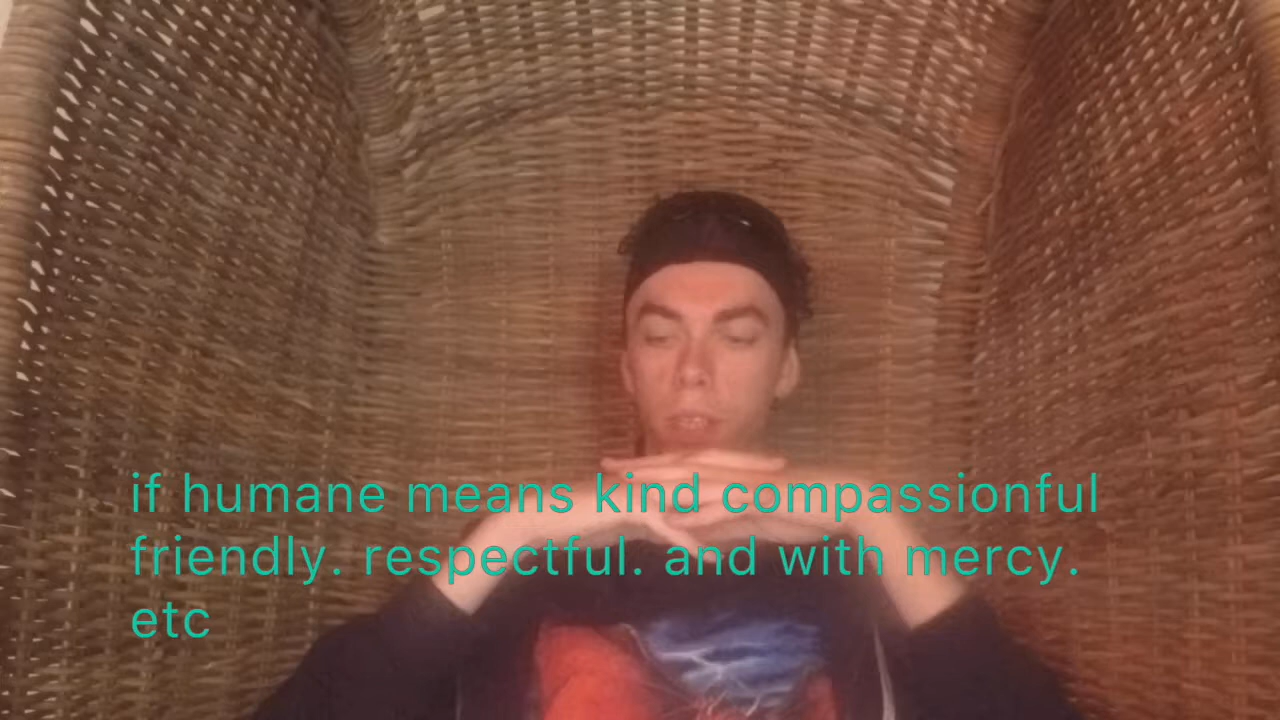 if humane means kind compassionful
friendly. respectful. and with mercy.
etc